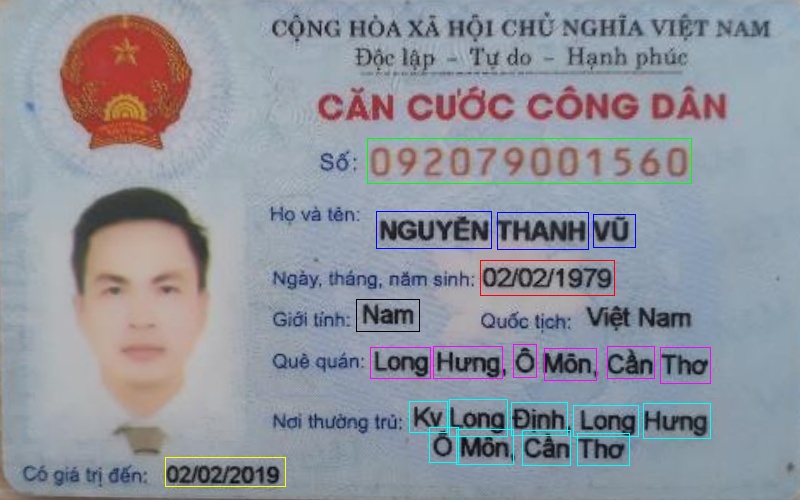 CỘNG HÒA XÃ HỘI CHỦ NGHĨA VIỆT NAM
Độc lập - Tự do - Hạnh phúc
CĂN CƯỚC CÔNG DÂN
Số: 092079001560
Họ và tên: NGUYỄN THANH VŨ
Ngày, tháng, năm sinh: 02/02/1979
Giới tính: Nam Quốc tịch: Việt Nam
Quê quán: Long Hưng, Ô Môn, Cần Thơ
Nơi thường trú: Kv Long Định, Long Hưng
Ô Môn, Cần Thơ
Có giá trị đến: 02/02/2019